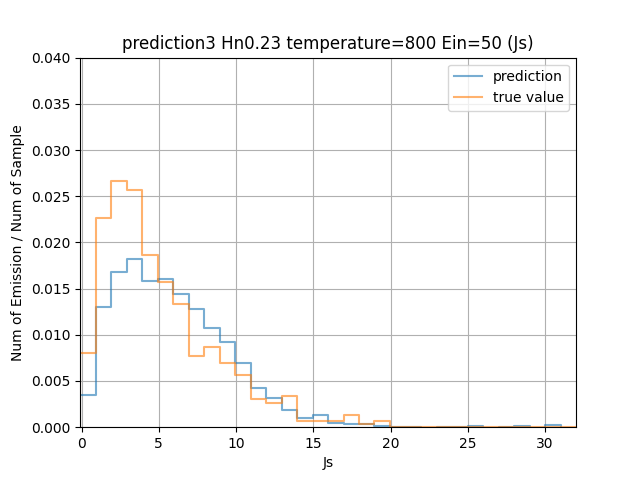 prediction3 Hn0.23 temperature=800 Ein=50 (Js)
0.040
0.035
0.030
0.025
0.020
0.015
0.010
0.005
0.000
Num of Emission / Num of Sample
prediction
true value
0 5 10 15 20 25 30
Js